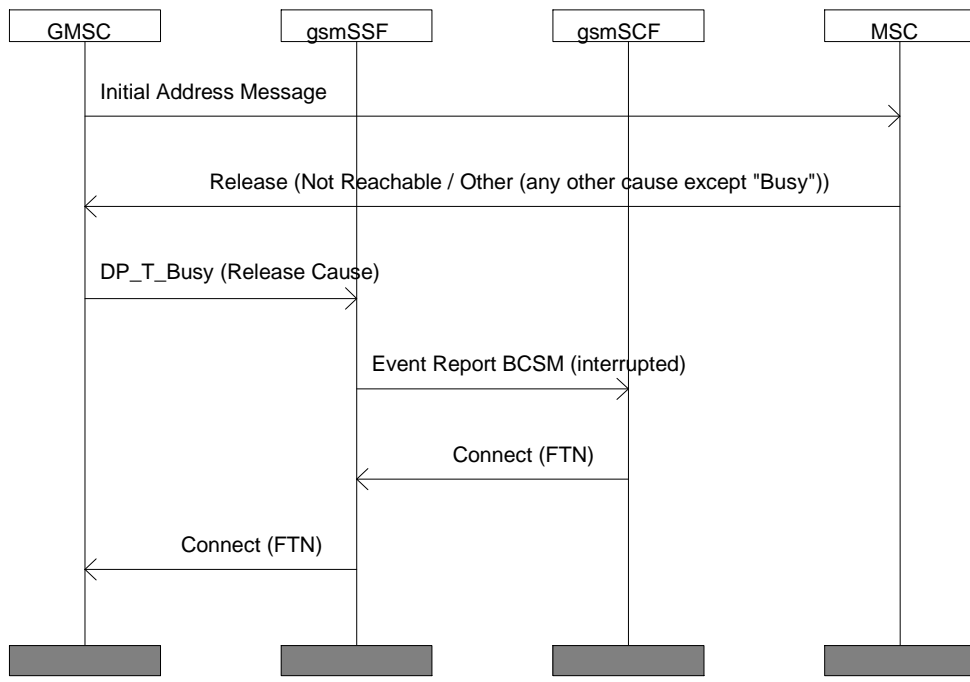 GMSC
gsmSSF
gsmSCF
MSC
Initial Address Message
Release (Not Reachable / Other (any other cause except "Busy"))
DP_T_Busy (Release Cause)
Event Report BCSM (interrupted)
Connect (FTN)
Connect (FTN)